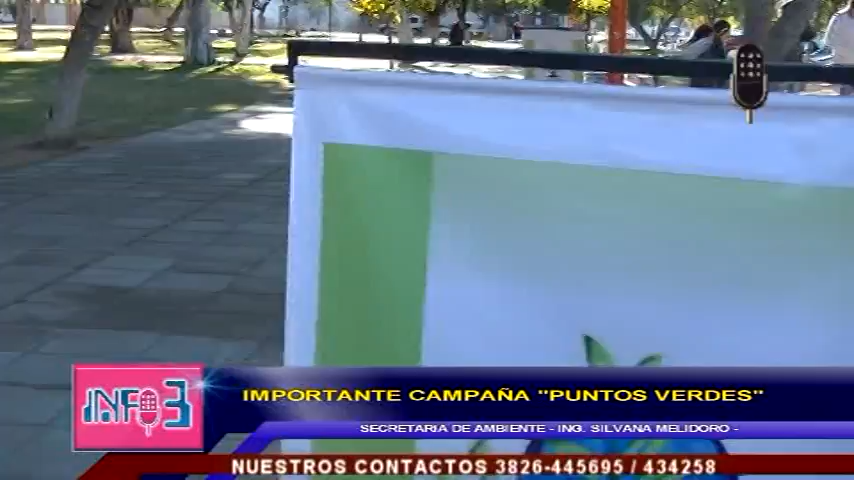 IMPORTANTE CAMPAÑA "PUNTOS VERDES"
INFO3
SECRETARIA DE AMBIENTE - ING. SILVANA MELIDORO -
NUESTROS CONTACTOS 3826-445695 / 434258